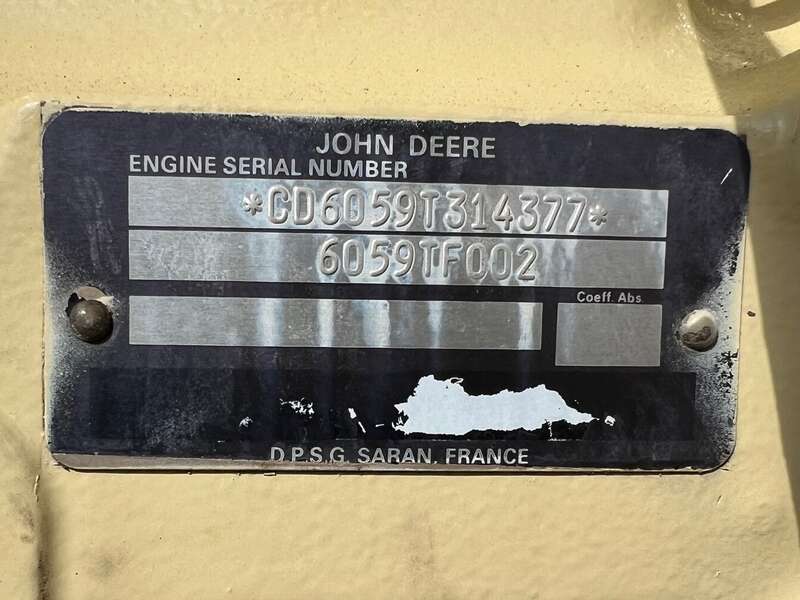 JOHN DEERE
ENGINE SERIAL NUMBER
*CD6059T314377*
6059TF002
Coeff. Abs
D.P.S.G. SARAN, FRANCE